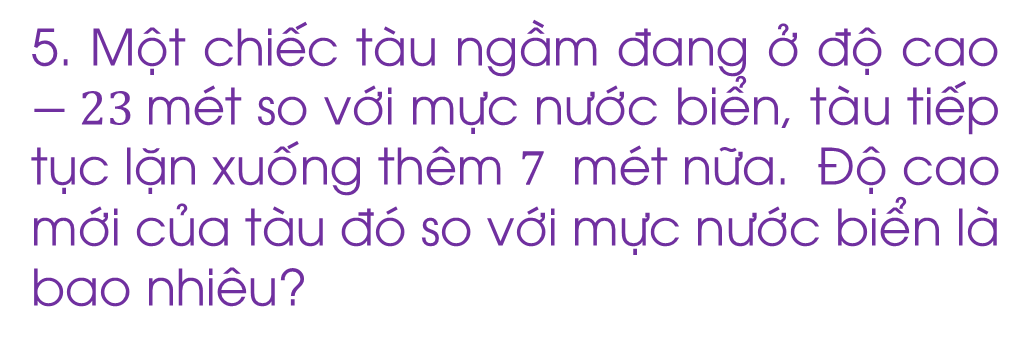 5. Một chiếc tàu ngầm đang ở độ cao
− 23 mét so với mực nước biển, tàu tiếp
tục lặn xuống thêm 7 mét nữa. Độ cao
mới của tàu đó so với mực nước biển là
bao nhiêu?